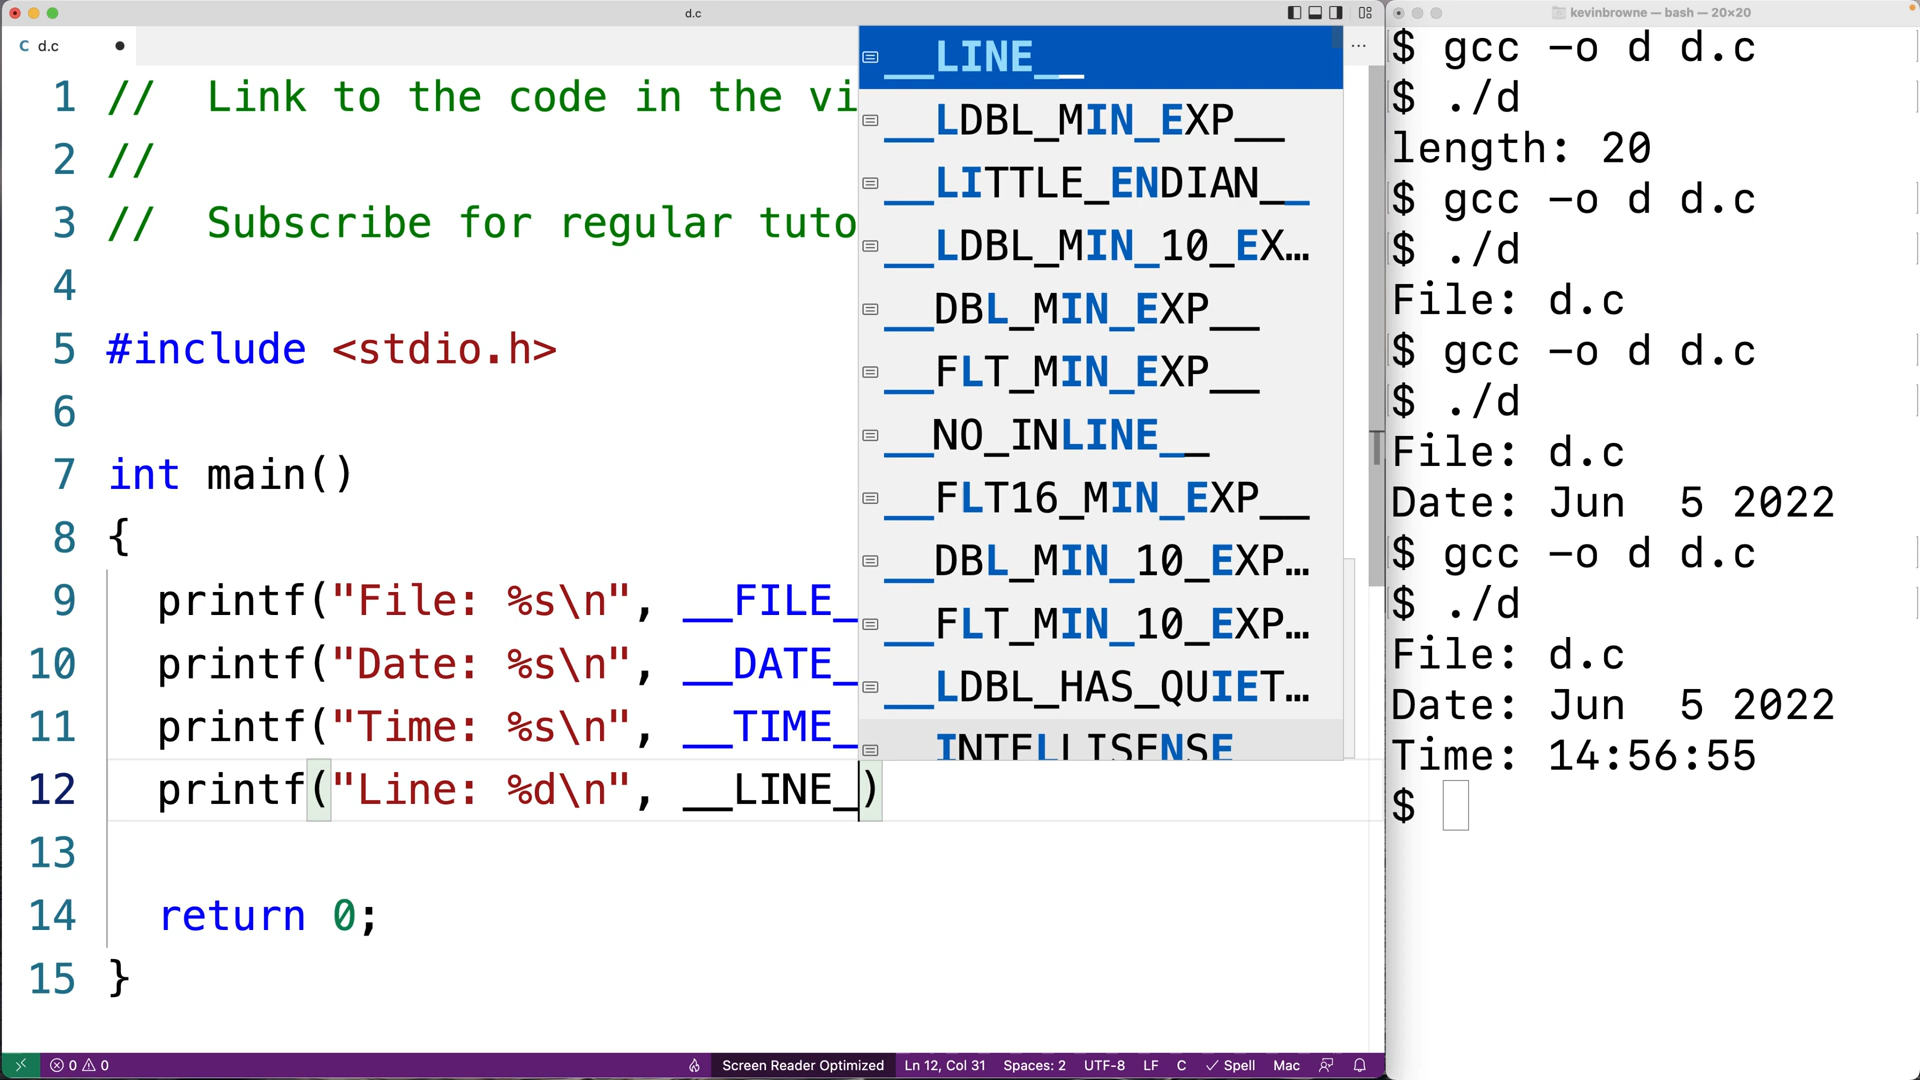 d.c
C d.c
1 // Link to the code in the vi
2 //
3 // Subscribe for regular tuto
4
5 #include <stdio.h>
6
7 int main()
8 {
9 printf("File: %s\n", __FILE_
10 printf("Date: %s\n", __DATE_
11 printf("Time: %s\n", __TIME_
12 printf("Line: %d\n", __LINE_)
13
14 return 0;
15 }
__LINE__
__LDBL_MIN_EXP__
__LITTLE_ENDIAN__
__LDBL_MIN_10_EX…
__DBL_MIN_EXP__
__FLT_MIN_EXP__
__NO_INLINE__
__FLT16_MIN_EXP__
__DBL_MIN_10_EXP…
__FLT_MIN_10_EXP…
__LDBL_HAS_QUIET…
INTELLISENSE
0 0
Screen Reader Optimized Ln 12, Col 31 Spaces: 2 UTF-8 LF C Spell Mac
kevinbrowne — bash — 20×20
$ gcc -o d d.c
$ ./d
length: 20
$ gcc -o d d.c
$ ./d
File: d.c
$ gcc -o d d.c
$ ./d
File: d.c
Date: Jun  5 2022
$ gcc -o d d.c
$ ./d
File: d.c
Date: Jun  5 2022
Time: 14:56:55
$